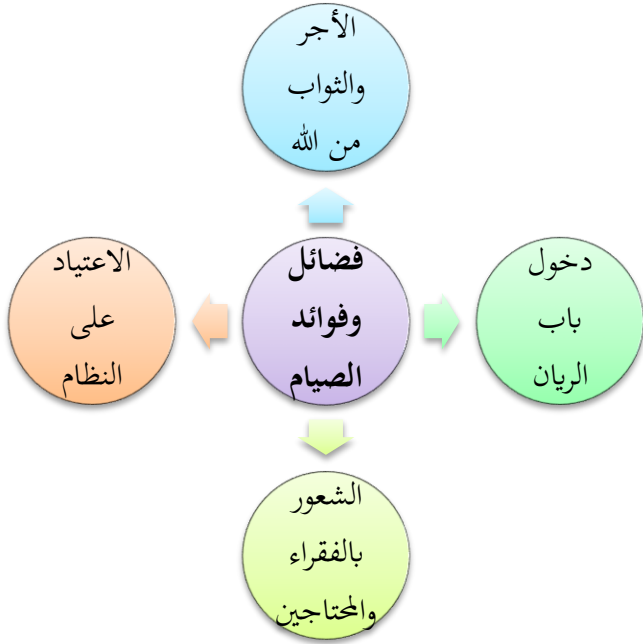 الأجر
والثواب
من الله
فضائل
وفوائد
الصيام
دخول
باب
الريان
الشعور
بالفقراء
والمحتاجين
الاعتياد
على
النظام